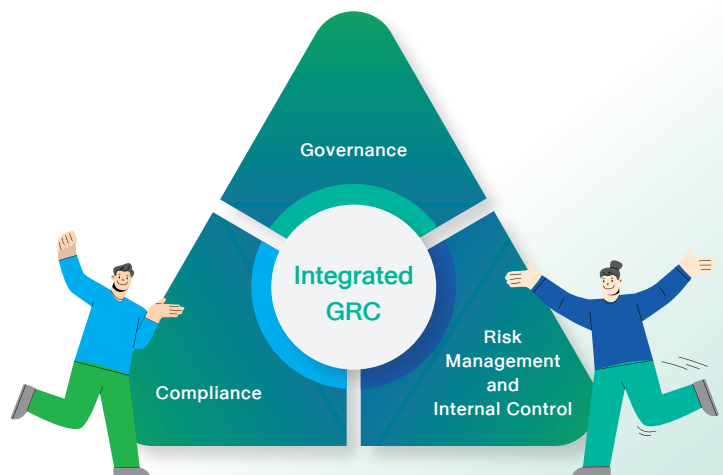 Governance
Integrated
GRC
Compliance
Risk
Management
and
Internal Control